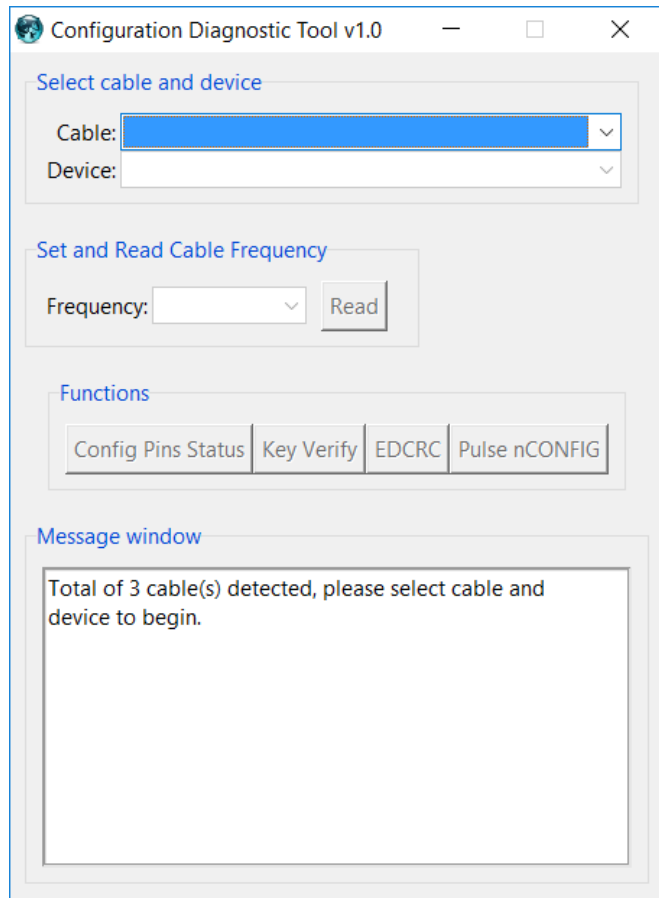 Configuration Diagnostic Tool v1.0
Select cable and device
Cable:
Device:
Set and Read Cable Frequency
Frequency: Read
Functions
Config Pins Status Key Verify EDCRC Pulse nCONFIG
Message window
Total of 3 cable(s) detected, please select cable and
device to begin.